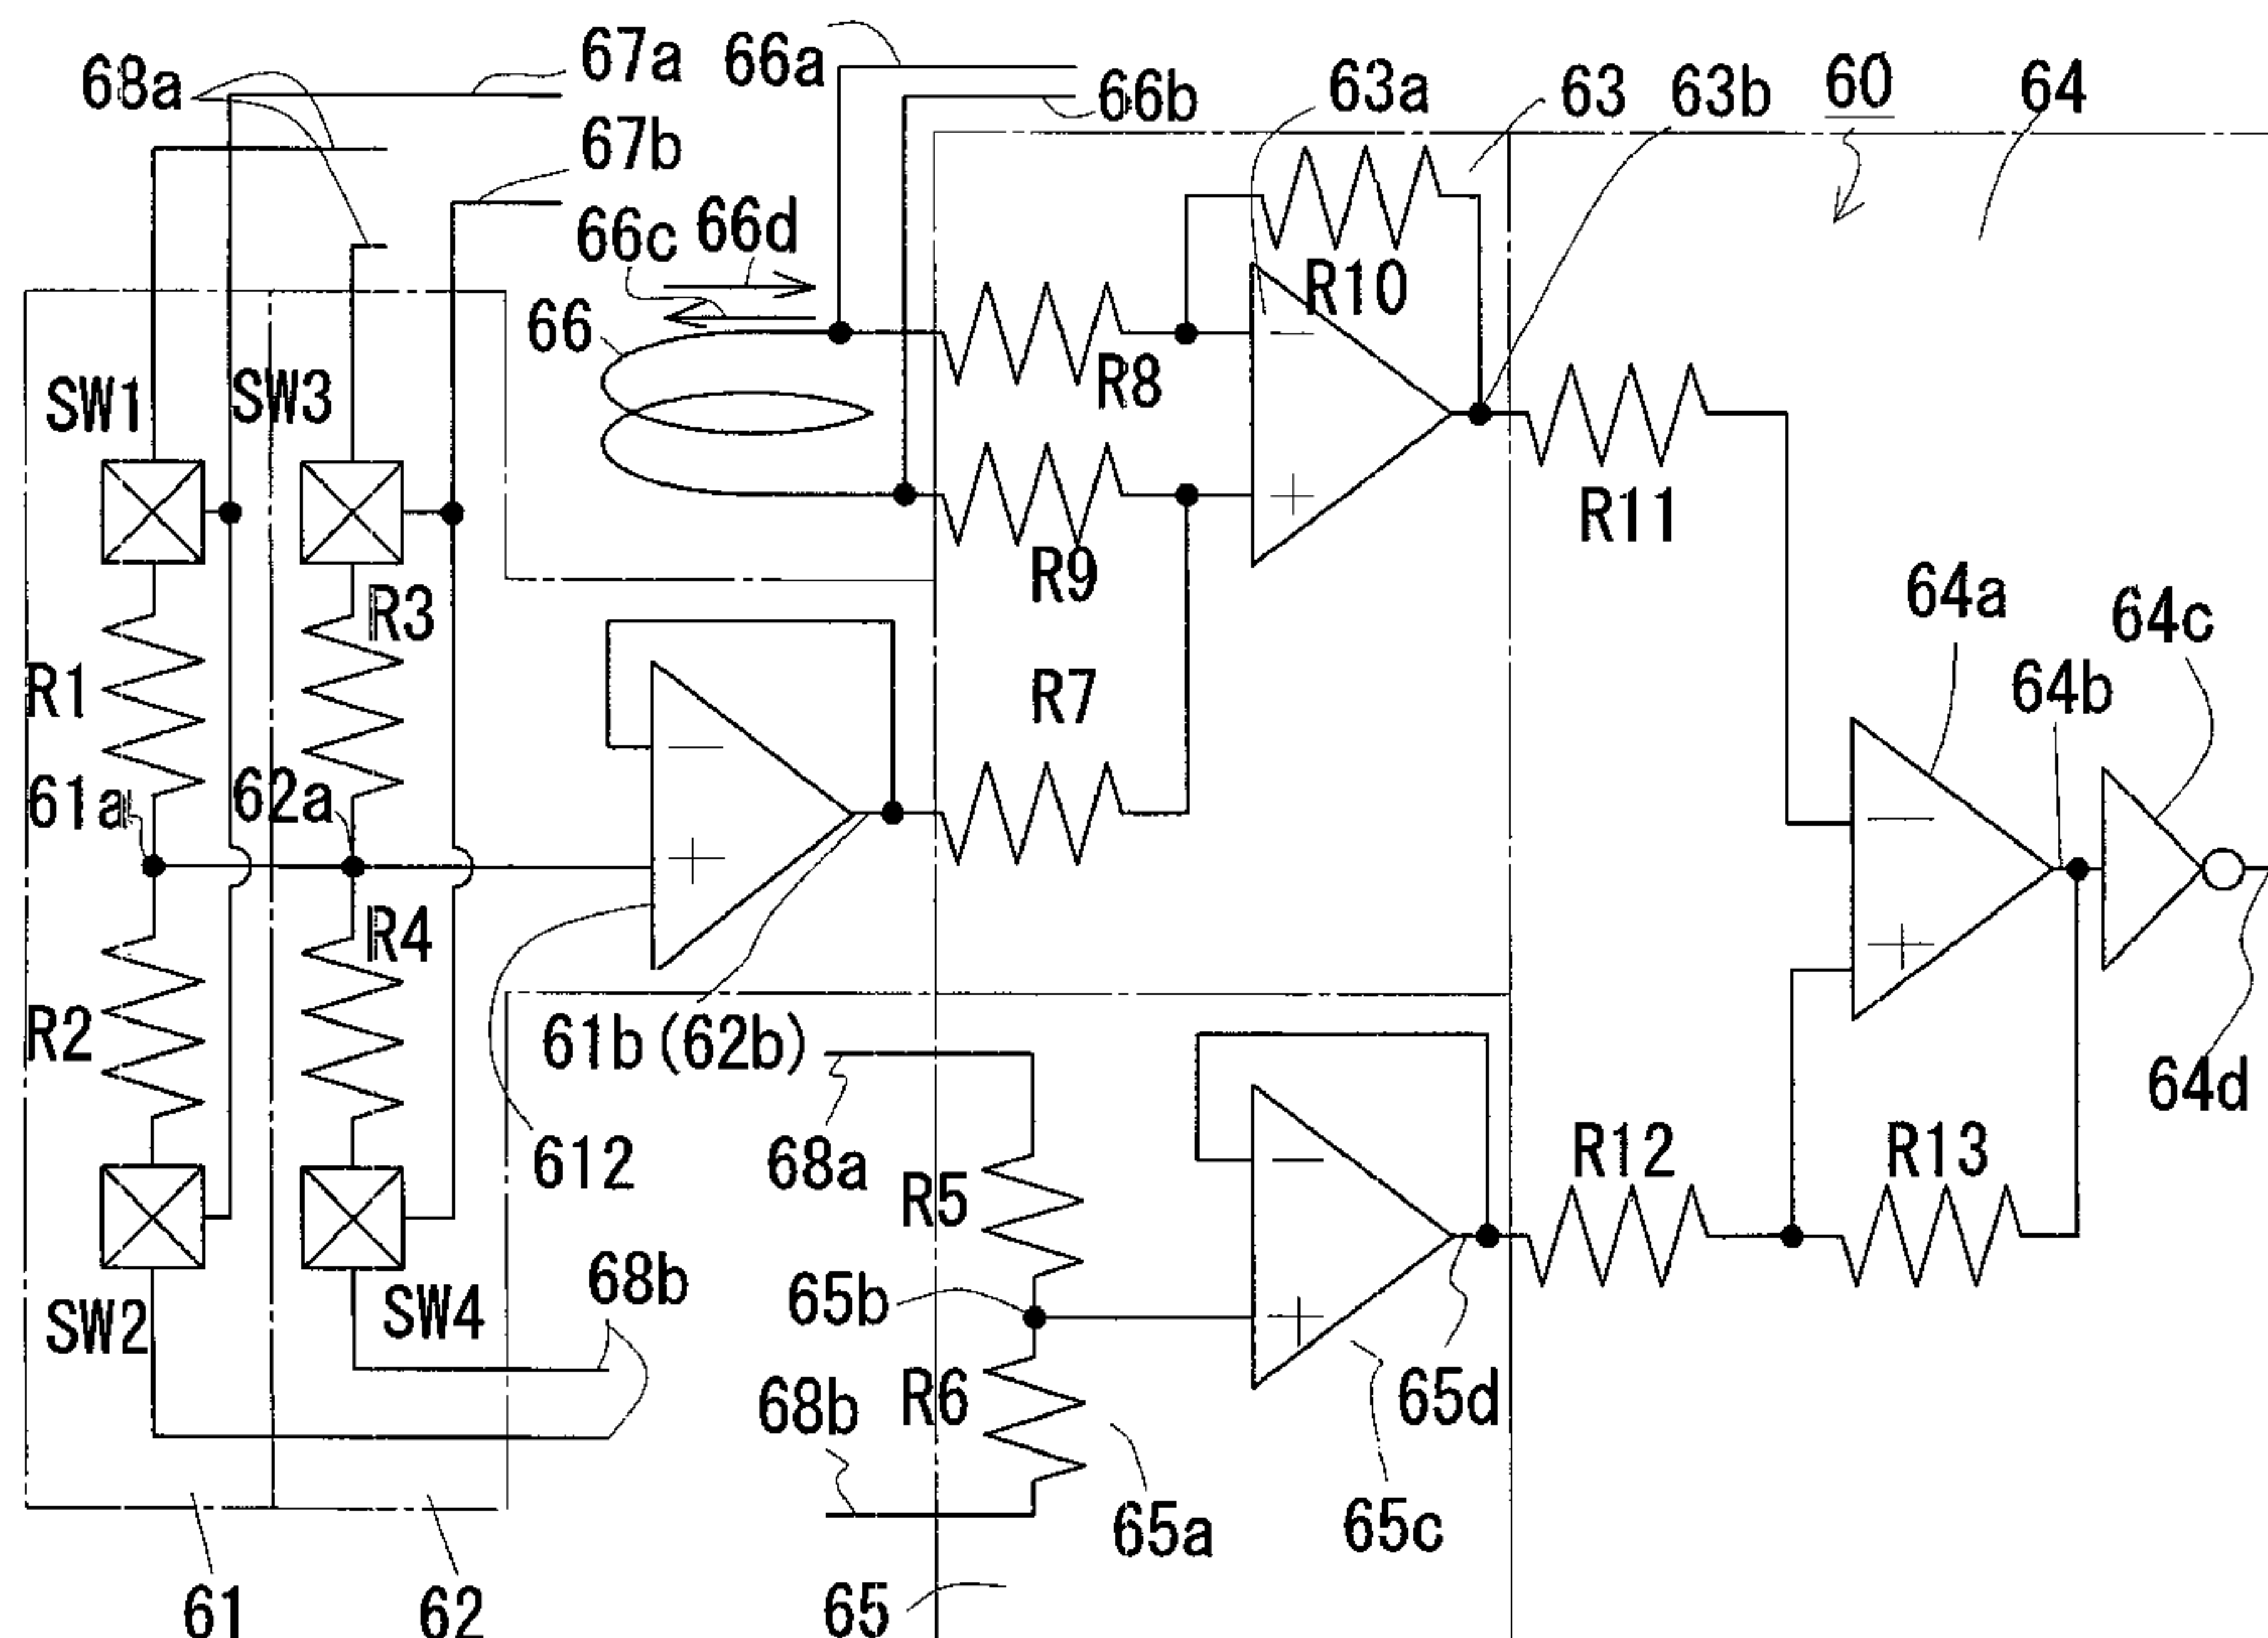 68a
67a
66a
66b
63a
63
63b
60
64
67b
66c
66d
66
R10
SW1
SW3
R8
R11
R9
R3
64a
64c
R1
R7
64b
61a
62a
R4
R2
61b(62b)
64d
612
68a
R5
R12
R13
SW2
SW4
68b
65b
68b
R6
65d
65a
65c
61
62
65